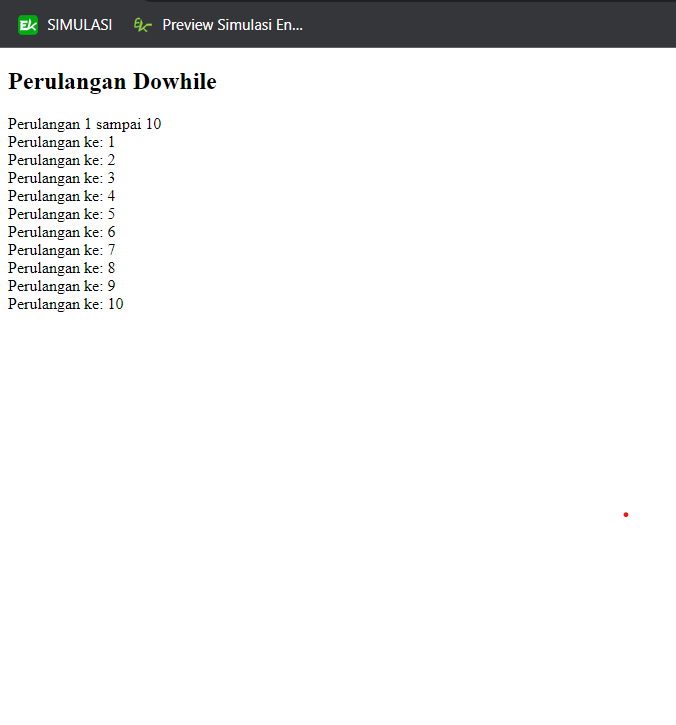 EK SIMULASI EK Preview Simulasi En...
Perulangan Dowhile
Perulangan 1 sampai 10
Perulangan ke: 1
Perulangan ke: 2
Perulangan ke: 3
Perulangan ke: 4
Perulangan ke: 5
Perulangan ke: 6
Perulangan ke: 7
Perulangan ke: 8
Perulangan ke: 9
Perulangan ke: 10